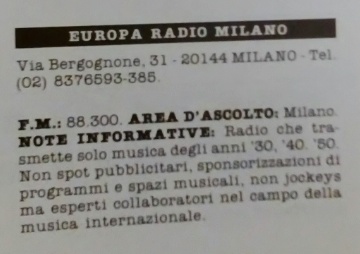 EUROPA RADIO MILANO
Via Bergognone, 31 - 20144 MILANO - Tel.
(02) 8376593-385.
F.M.: 88.300. AREA D'ASCOLTO: Milano.
NOTE INFORMATIVE: Radio che tra-
smette solo musica degli anni '30, '40. '50.
Non spot pubblicitari, sponsorizzazioni di
programmi e spazi musicali, non jockeys
ma esperti collaboratori nel campo della
musica internazionale.